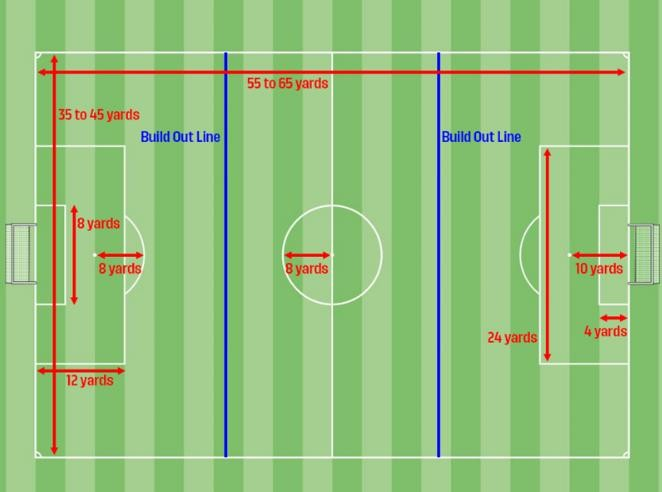 55 to 65 yards
35 to 45 yards
Build Out Line
Build Out Line
8 yards
8 yards
8 yards
10 yards
4 yards
24 yards
12 yards